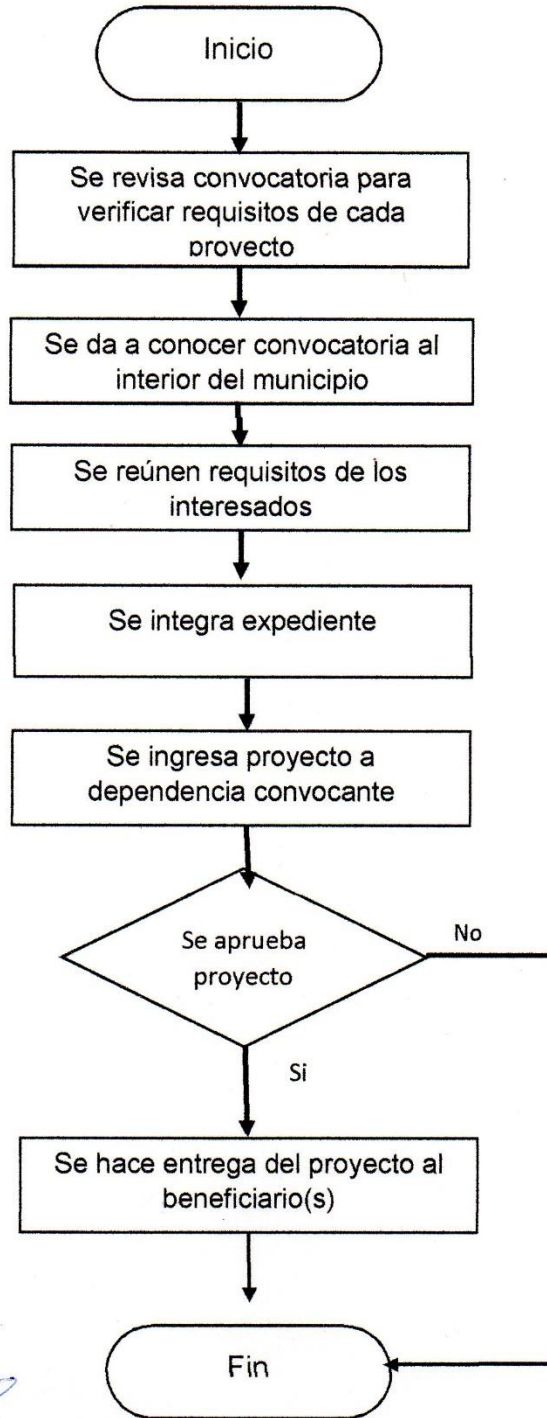 Inicio
Se revisa convocatoria para
verificar requisitos de cada
proyecto
Se da a conocer convocatoria al
interior del municipio
Se reúnen requisitos de los
interesados
Se integra expediente
Se ingresa proyecto a
dependencia convocante
Se aprueba
proyecto
No
Si
Se hace entrega del proyecto al
beneficiario(s)
Fin